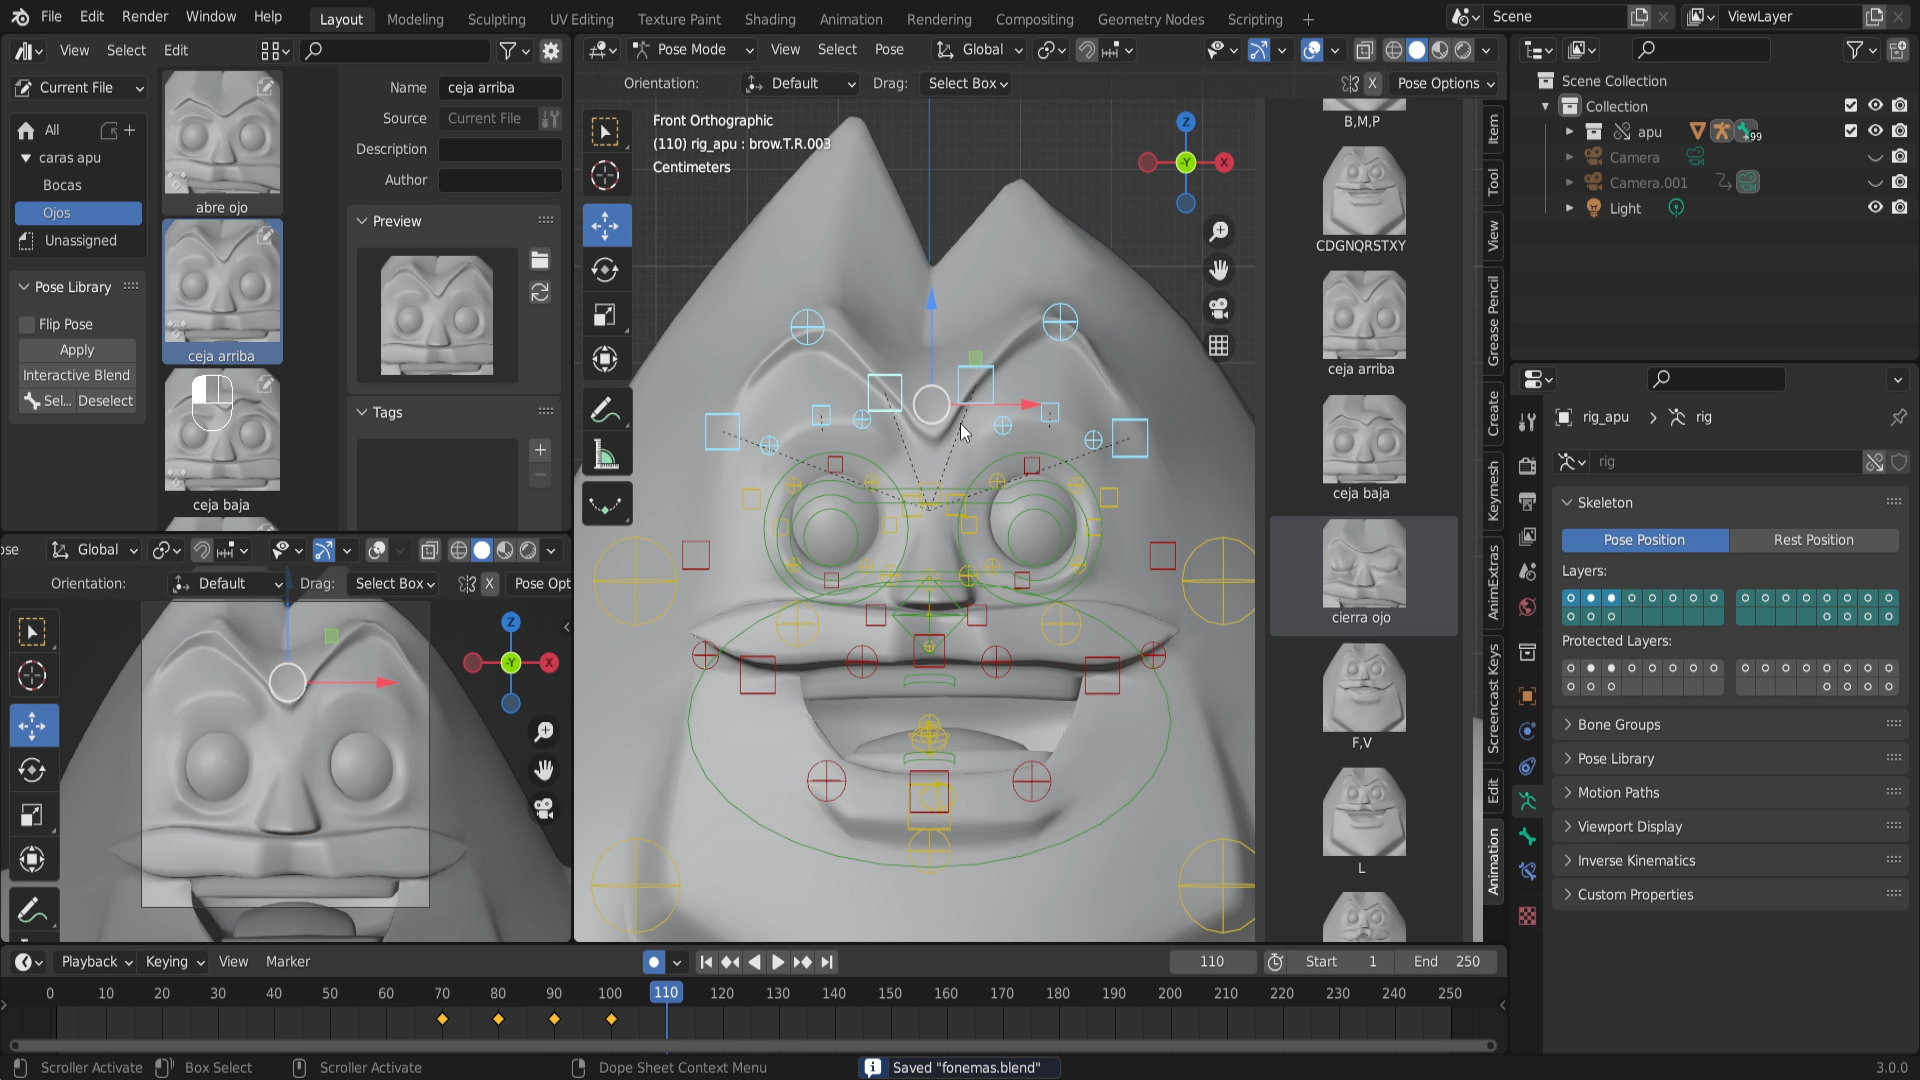 File Edit Render Window Help Layout Modeling Sculpting UV Editing Texture Paint Shading Animation Rendering Compositing Geometry Nodes Scripting + Scene ViewLayer
View Select Edit
Pose Mode View Select Pose Global
Orientation: Default Drag: Select Box X Pose Options
Current File
All
caras apu
Bocas
Ojos
Unassigned
Pose Library
Flip Pose
Apply
Interactive Blend
Sel... Deselect
abre ojo
ceja arriba
ceja baja
Name ceja arriba
Source Current File
Description
Author
Preview
Tags
Front Orthographic
(110) rig_apu : brow.T.R.003
Centimeters
Z
-Y
X
B,M,P
CDGNQRSTXY
ceja arriba
ceja baja
cierra ojo
F,V
L
Item
Tool
View
Grease Pencil
Create
Keymesh
AnimExtras
Screencast Keys
Edit
Animation
Scene Collection
Collection
apu 99
Camera
Camera.001
Light
rig_apu rig
rig
Skeleton
Pose Position Rest Position
Layers:
Protected Layers:
Bone Groups
Pose Library
Motion Paths
Viewport Display
Inverse Kinematics
Custom Properties
ose Global
Orientation: Default Drag: Select Box X Pose Opt
Z
-Y
X
Playback Keying View Marker 110 Start 1 End 250
0 10 20 30 40 50 60 70 80 90 100 110 120 130 140 150 160 170 180 190 200 210 220 230 240 250
Scroller Activate Box Select Scroller Activate Dope Sheet Context Menu Saved "fonemas.blend" 3.0.0